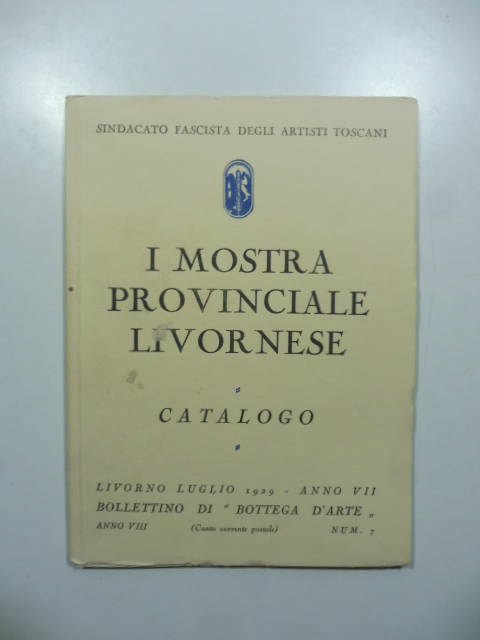 SINDACATO FASCISTA DEGLI ARTISTI TOSCANI
I MOSTRA
PROVINCIALE
LIVORNESE
CATALOGO
LIVORNO LUGLIO 1929 - ANNO VII
BOLLETTINO DI " BOTTEGA D'ARTE "
ANNO VIII (Conto corrente postale) NUM. 7